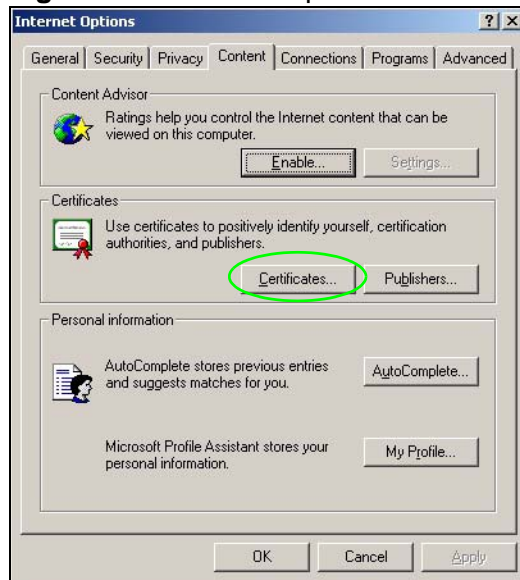 Internet Options
General Security Privacy Content Connections Programs Advanced
Content Advisor
Ratings help you control the Internet content that can be
viewed on this computer.
Enable... Settings...
Certificates
Use certificates to positively identify yourself, certification
authorities, and publishers.
Certificates... Publishers...
Personal information
AutoComplete stores previous entries
and suggests matches for you.
AutoComplete...
Microsoft Profile Assistant stores your
personal information.
My Profile...
OK Cancel Apply